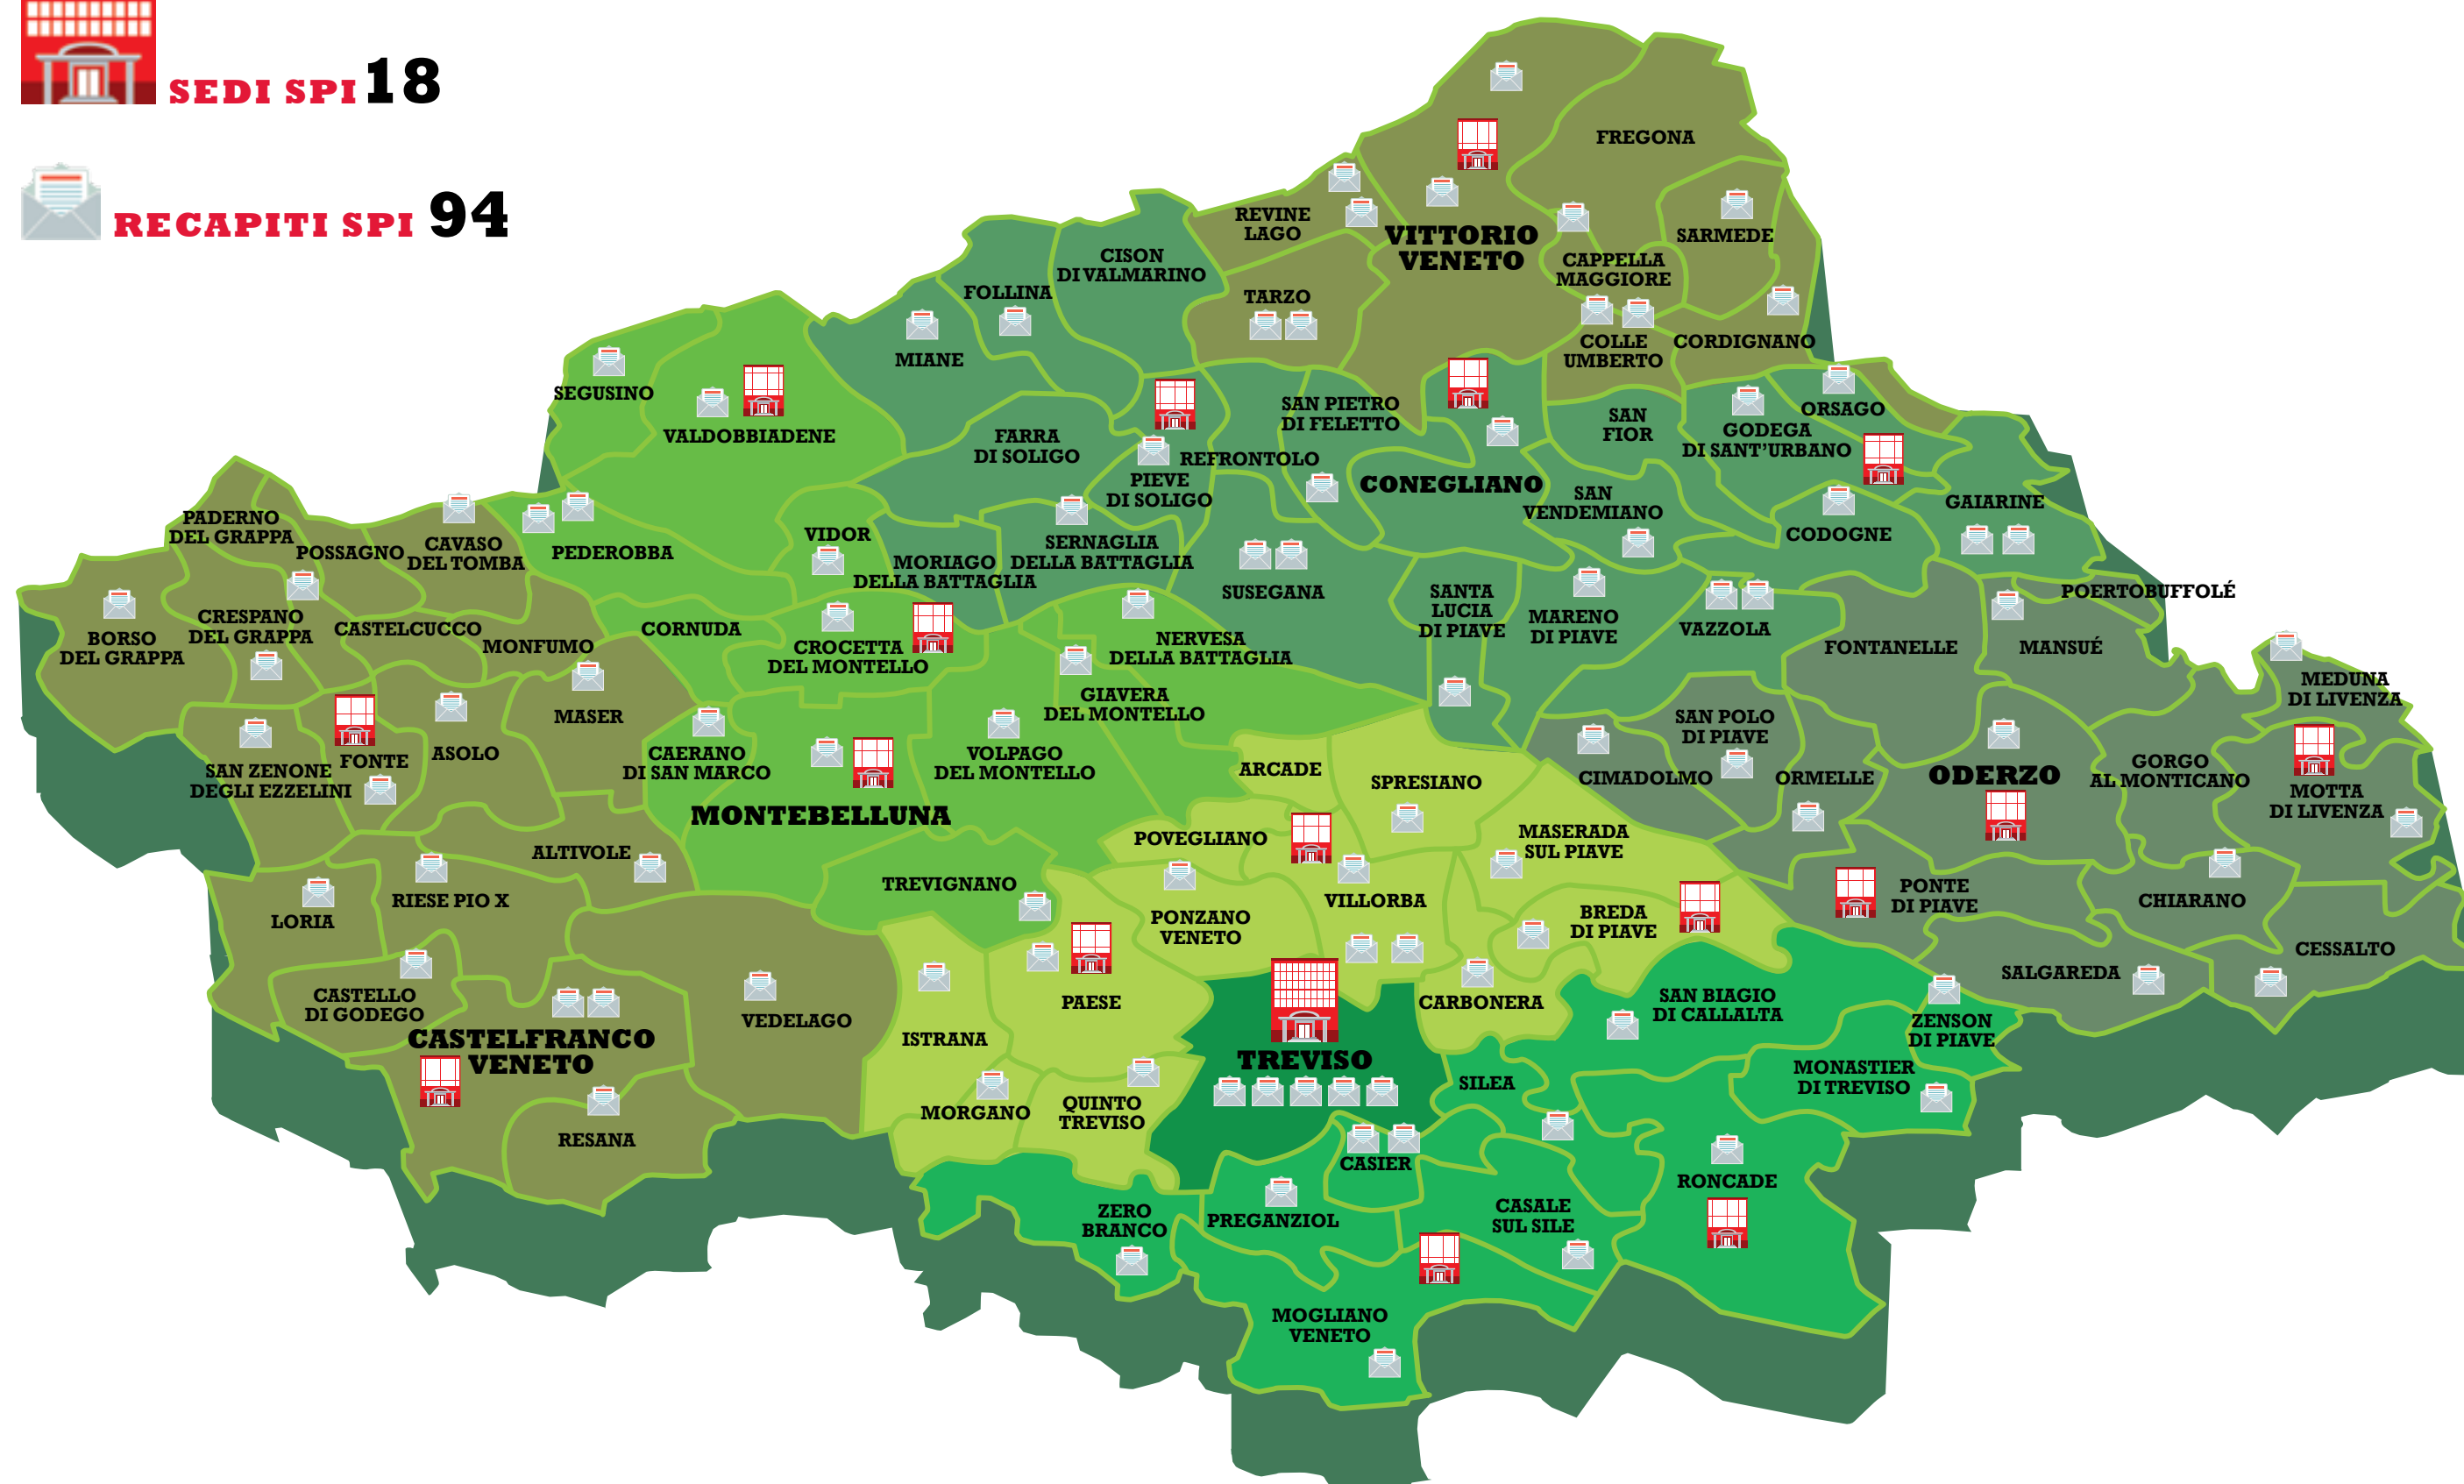 SEDI SPI 18
RECAPITI SPI 94
FREGONA
REVINE
LAGO
VITTORIO
VENETO
SARMEDE
CAPPELLA
MAGGIORE
CISON
DI VALMARINO
FOLLINA
TARZO
MIANE
COLLE
UMBERTO
CORDIGNANO
SEGUSINO
VALDOBBIADENE
FARRA
DI SOLIGO
SAN PIETRO
DI FELETTO
SAN
FIOR
ORSAGO
GODEGA
DI SANT'URBANO
REFRONTOLO
PIEVE
DI SOLIGO
CONEGLIANO
SAN
VENDEMIANO
GAIARINE
CODOGNE
PADERNO
DEL GRAPPA
POSSAGNO
CAVASO
DEL TOMBA
PEDEROBBA
VIDOR
MORIAGO
DELLA BATTAGLIA
SERNAGLIA
DELLA BATTAGLIA
SUSEGANA
SANTA
LUCIA
DI PIAVE
MARENO
DI PIAVE
VAZZOLA
POERTOBUFFOLÉ
FONTANELLE
MANSUÉ
BORSO
DEL GRAPPA
CRESPANO
DEL GRAPPA
CASTELCUCCO
MONFUMO
CORNUDA
CROCETTA
DEL MONTELLO
NERVESA
DELLA BATTAGLIA
GIAVERA
DEL MONTELLO
MEDUNA
DI LIVENZA
MASER
ASOLO
FONTE
SAN ZENONE
DEGLI EZZELINI
CAERANO
DI SAN MARCO
VOLPAGO
DEL MONTELLO
ARCADE
SPRESIANO
SAN POLO
DI PIAVE
CIMADOLMO
ORMELLE
ODERZO
GORGO
AL MONTICANO
MOTTA
DI LIVENZA
MONTEBELLUNA
POVEGLIANO
MASERADA
SUL PIAVE
ALTIVOLE
TREVIGNANO
RIESE PIO X
LORIA
VILLORBA
PONZANO
VENETO
BREDA
DI PIAVE
PONTE
DI PIAVE
CHIARANO
CESSALTO
SALGAREDA
CASTELLO
DI GODEGO
CASTELFRANCO
VENETO
VEDELAGO
ISTRANA
PAESE
CARBONERA
SAN BIAGIO
DI CALLALTA
ZENSON
DI PIAVE
TREVISO
SILEA
MONASTIER
DI TREVISO
MORGANO
QUINTO
TREVISO
RESANA
CASIER
RONCADE
ZERO
BRANCO
PREGANZIOL
CASALE
SUL SILE
MOGLIANO
VENETO